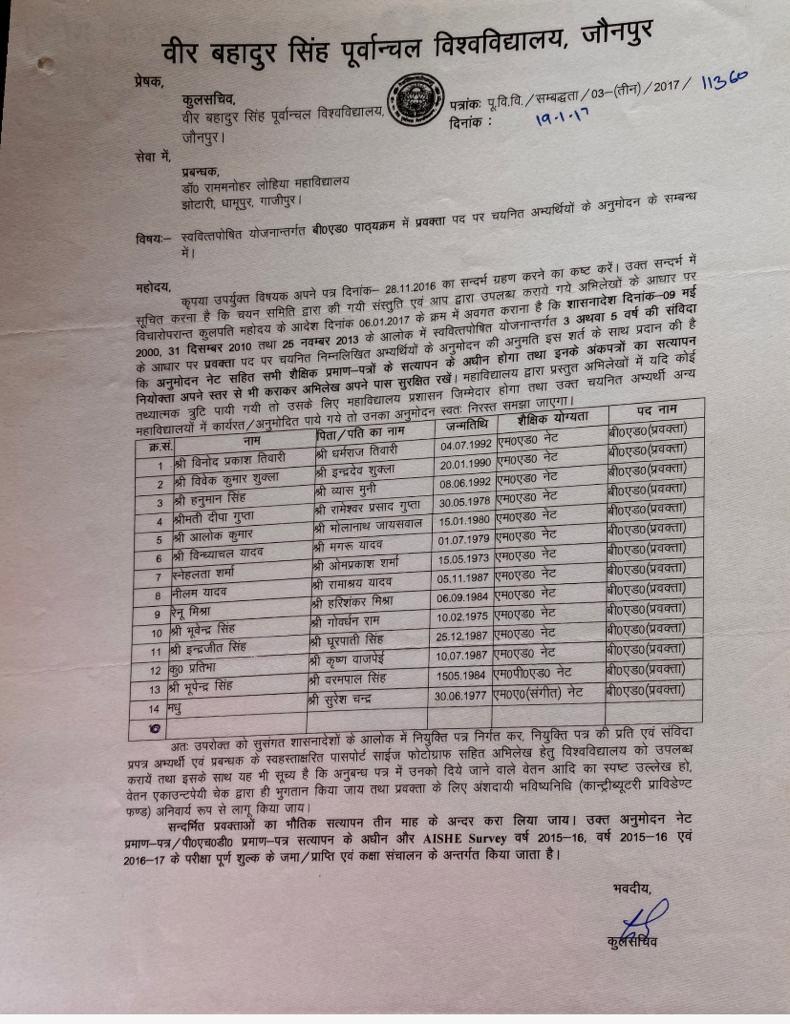 वीर बहादुर सिंह पूर्वान्चल विश्वविद्यालय, जौनपुर
प्रेषक,
कुलसचिव,
वीर बहादुर सिंह पूर्वान्चल विश्वविद्यालय,
जौनपुर।
पत्रांकः पू.वि.वि./सम्बद्धता/03-(तीन)/2017/ 11360
दिनांक : 19.1.17
सेवा में,
प्रबन्धक,
डॉ0 राममनोहर लोहिया महाविद्यालय
झोटारी, धामूपुर, गाजीपुर।
विषयः– स्ववित्तपोषित योजनान्तर्गत बी0एड0 पाठ्यक्रम में प्रवक्ता पद पर चयनित अभ्यर्थियों के अनुमोदन के सम्बन्ध
में।
महोदय,
कृपया उपर्युक्त विषयक अपने पत्र दिनांक– 28.11.2016 का सन्दर्भ ग्रहण करने का कष्ट करें। उक्त सन्दर्भ में
सूचित करना है कि चयन समिति द्वारा की गयी संस्तुति एवं आप द्वारा उपलब्ध कराये गये अभिलेखों के आधार पर
विचारोपरान्त कुलपति महोदय के आदेश दिनांक 06.01.2017 के क्रम में अवगत कराना है कि शासनादेश दिनांक–09 मई
2000, 31 दिसम्बर 2010 तथा 25 नवम्बर 2013 के आलोक में स्ववित्तपोषित योजनान्तर्गत 3 अथवा 5 वर्ष की संविदा
के आधार पर प्रवक्ता पद पर चयनित निम्नलिखित अभ्यर्थियों के अनुमोदन की अनुमति इस शर्त के साथ प्रदान की है
कि अनुमोदन नेट सहित सभी शैक्षिक प्रमाण-पत्रों के सत्यापन के अधीन होगा तथा इनके अंकपत्रों का सत्यापन
नियोक्ता अपने स्तर से भी कराकर अभिलेख अपने पास सुरक्षित रखें। महाविद्यालय द्वारा प्रस्तुत अभिलेखों में यदि कोई
तथ्यात्मक त्रुटि पायी गयी तो उसके लिए महाविद्यालय प्रशासन जिम्मेदार होगा तथा उक्त चयनित अभ्यर्थी अन्य
महाविद्यालयों में कार्यरत/अनुमोदित पाये गये तो उनका अनुमोदन स्वतः निरस्त समझा जाएगा।
क्र.सं. नाम पिता/पति का नाम जन्मतिथि शैक्षिक योग्यता पद नाम
1 श्री विनोद प्रकाश तिवारी श्री धर्मराज तिवारी 04.07.1992 एम0एड0 नेट बी0एड0(प्रवक्ता)
2 श्री विवेक कुमार शुक्ला श्री इन्द्रदेव शुक्ला 20.01.1990 एम0एड0 नेट बी0एड0(प्रवक्ता)
3 श्री हनुमान सिंह श्री व्यास मुनी 08.06.1992 एम0एड0 नेट बी0एड0(प्रवक्ता)
4 श्रीमती दीपा गुप्ता श्री रामेश्वर प्रसाद गुप्ता 30.05.1978 एम0एड0 नेट बी0एड0(प्रवक्ता)
5 श्री आलोक कुमार श्री भोलानाथ जायसवाल 15.01.1980 एम0एड0 नेट बी0एड0(प्रवक्ता)
6 श्री विन्ध्याचल यादव श्री मगरू यादव 01.07.1979 एम0एड0 नेट बी0एड0(प्रवक्ता)
7 स्नेहलता शर्मा श्री ओमप्रकाश शर्मा 15.05.1973 एम0एड0 नेट बी0एड0(प्रवक्ता)
8 नीलम यादव श्री रामाश्रय यादव 05.11.1987 एम0एड0 नेट बी0एड0(प्रवक्ता)
9 रेनू मिश्रा श्री हरिशंकर मिश्रा 06.09.1984 एम0एड0 नेट बी0एड0(प्रवक्ता)
10 श्री भूवेन्द्र सिंह श्री गोवर्धन राम 10.02.1975 एम0एड0 नेट बी0एड0(प्रवक्ता)
11 श्री इन्द्रजीत सिंह श्री घूरपाती सिंह 25.12.1987 एम0एड0 नेट बी0एड0(प्रवक्ता)
12 कु0 प्रतिभा श्री कृष्ण वाजपेई 10.07.1987 एम0एड0 नेट बी0एड0(प्रवक्ता)
13 श्री भूपेन्द्र सिंह श्री वरमपाल सिंह 1505.1984 एम0पी0एड0 नेट बी0एड0(प्रवक्ता)
14 मधु श्री सुरेश चन्द्र 30.06.1977 एम0ए0(संगीत) नेट बी0एड0(प्रवक्ता)
अतः उपरोक्त को सुसंगत शासनादेशों के आलोक में नियुक्ति पत्र निर्गत कर, नियुक्ति पत्र की प्रति एवं संविदा
प्रपत्र अभ्यर्थी एवं प्रबन्धक के स्वहस्ताक्षरित पासपोर्ट साईज फोटोग्राफ सहित अभिलेख हेतु विश्वविद्यालय को उपलब्ध
करायें तथा इसके साथ यह भी सूच्य है कि अनुबन्ध पत्र में उनको दिये जाने वाले वेतन आदि का स्पष्ट उल्लेख हो,
वेतन एकाउन्टपेयी चेक द्वारा ही भुगतान किया जाय तथा प्रवक्ता के लिए अंशदायी भविष्यनिधि (कान्ट्रीब्यूटरी प्राविडेण्ट
फण्ड) अनिवार्य रूप से लागू किया जाय।
सन्दर्भित प्रवक्ताओं का भौतिक सत्यापन तीन माह के अन्दर करा लिया जाय। उक्त अनुमोदन नेट
प्रमाण-पत्र/पी0एच0डी0 प्रमाण-पत्र सत्यापन के अधीन और AISHE Survey वर्ष 2015-16, वर्ष 2015-16 एवं
2016-17 के परीक्षा पूर्ण शुल्क के जमा/प्राप्ति एवं कक्षा संचालन के अन्तर्गत किया जाता है।
भवदीय,
कुलसचिव